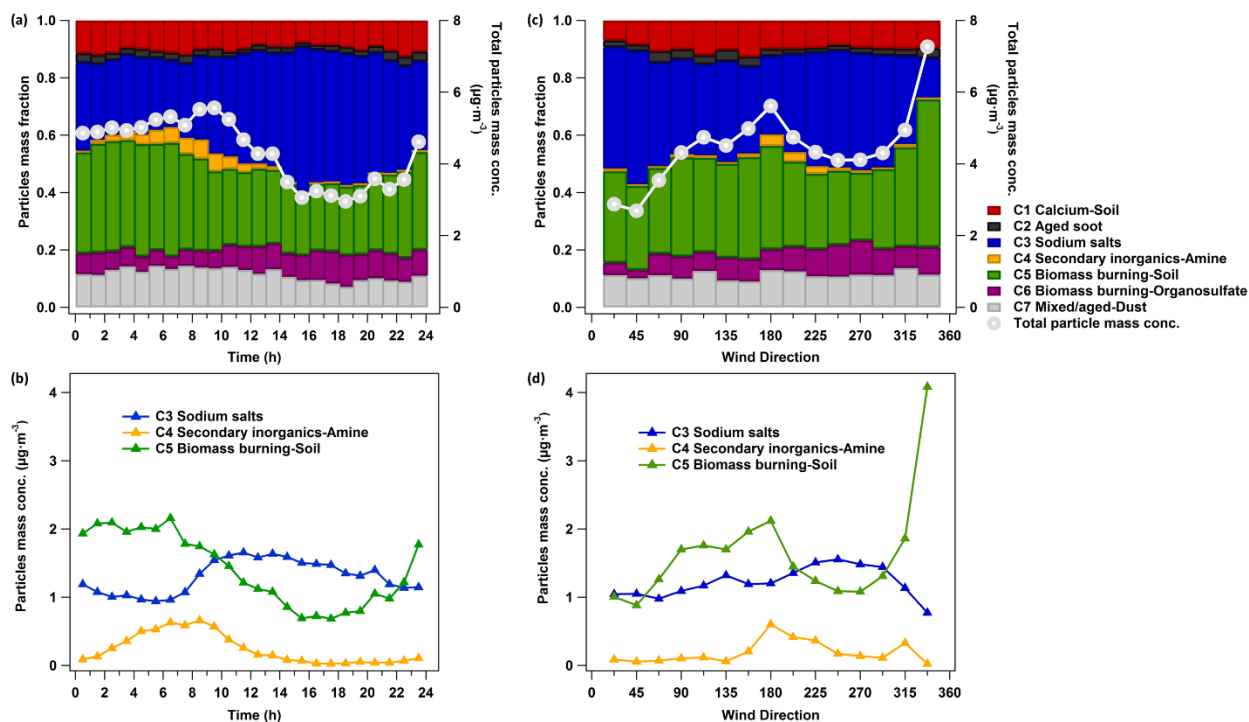 (a)
1.0
0.8
0.6
0.4
0.2
0.0
Particles mass fraction
0 2 4 6 8 10 12 14 16 18 20 22 24
Time (h)
8
6
4
2
0
Total particles mass conc.
(µg·m⁻³)
(c)
1.0
0.8
0.6
0.4
0.2
0.0
Particles mass fraction
0 45 90 135 180 225 270 315 360
Wind Direction
8
6
4
2
0
Total particles mass conc.
(µg·m⁻³)
C1 Calcium-Soil
C2 Aged soot
C3 Sodium salts
C4 Secondary inorganics-Amine
C5 Biomass burning-Soil
C6 Biomass burning-Organosulfate
C7 Mixed/aged-Dust
Total particle mass conc.
(b)
4
3
2
1
0
Particles mass conc. (µg·m⁻³)
C3 Sodium salts
C4 Secondary inorganics-Amine
C5 Biomass burning-Soil
0 2 4 6 8 10 12 14 16 18 20 22 24
Time (h)
(d)
4
3
2
1
0
Particles mass conc. (µg·m⁻³)
C3 Sodium salts
C4 Secondary inorganics-Amine
C5 Biomass burning-Soil
0 45 90 135 180 225 270 315 360
Wind Direction